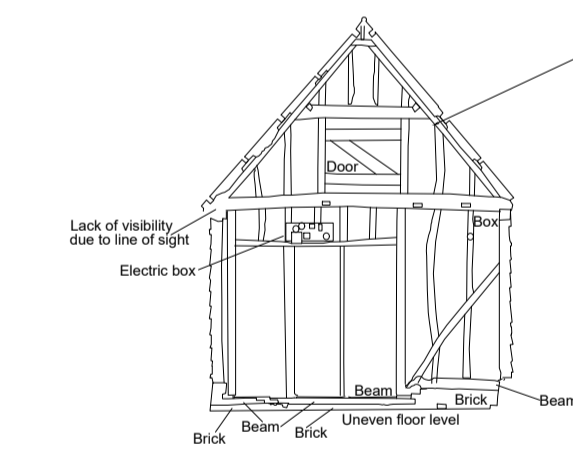 Door
Lack of visibility
due to line of sight
Box
Electric box
Beam
Brick
Beam
Uneven floor level
Beam
Brick
Brick